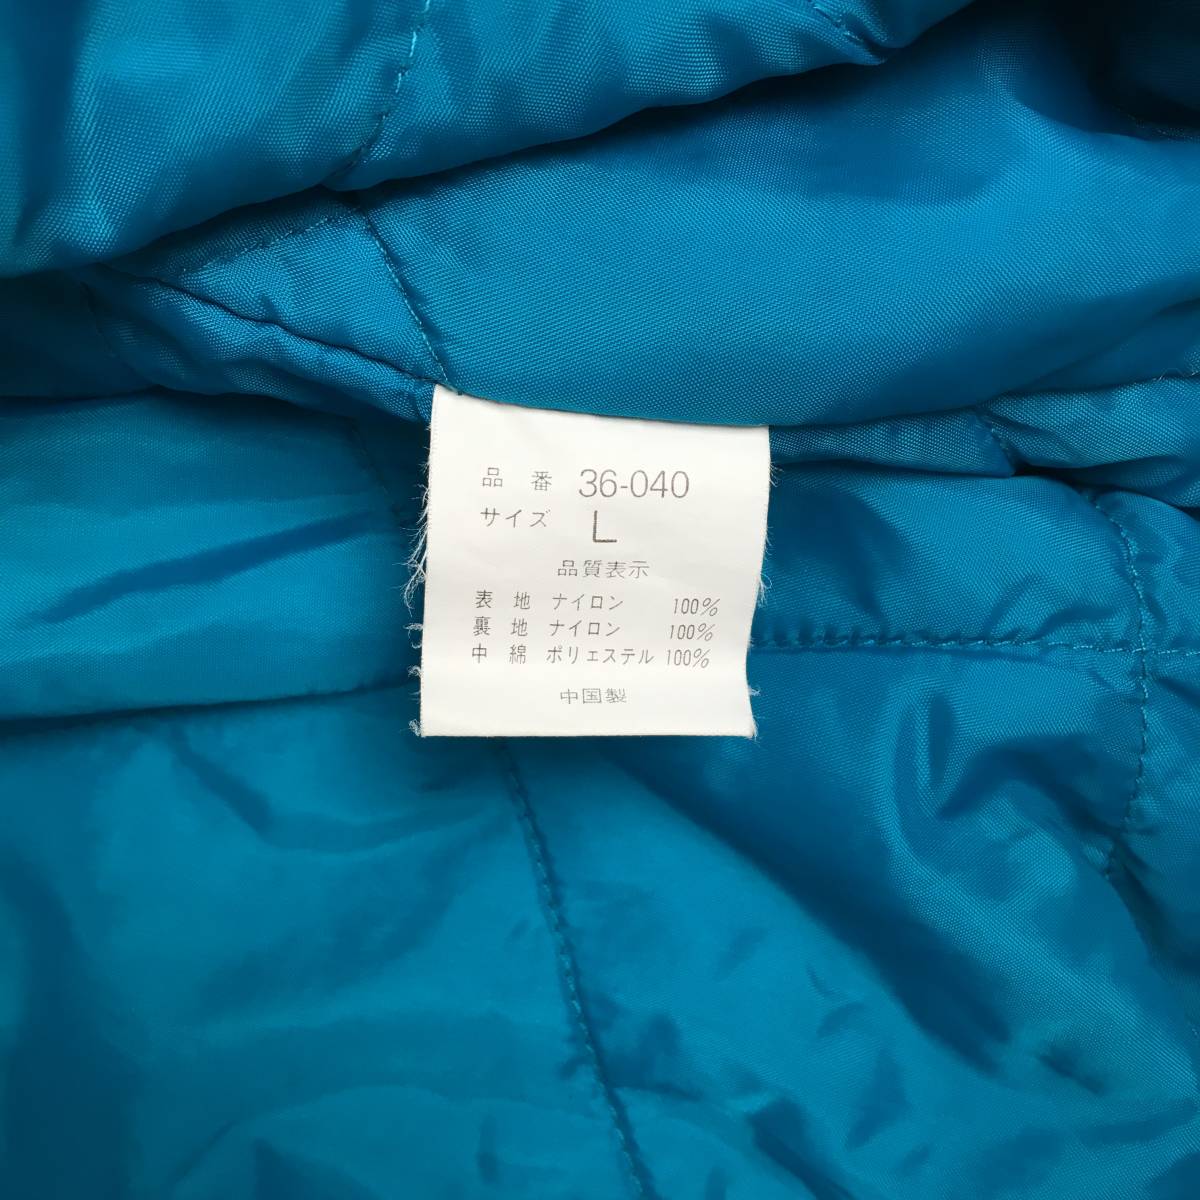 品番 36-040
サイズ L
品質表示
表地 ナイロン 100%
裏地 ナイロン 100%
中綿 ポリエステル 100%
中国製